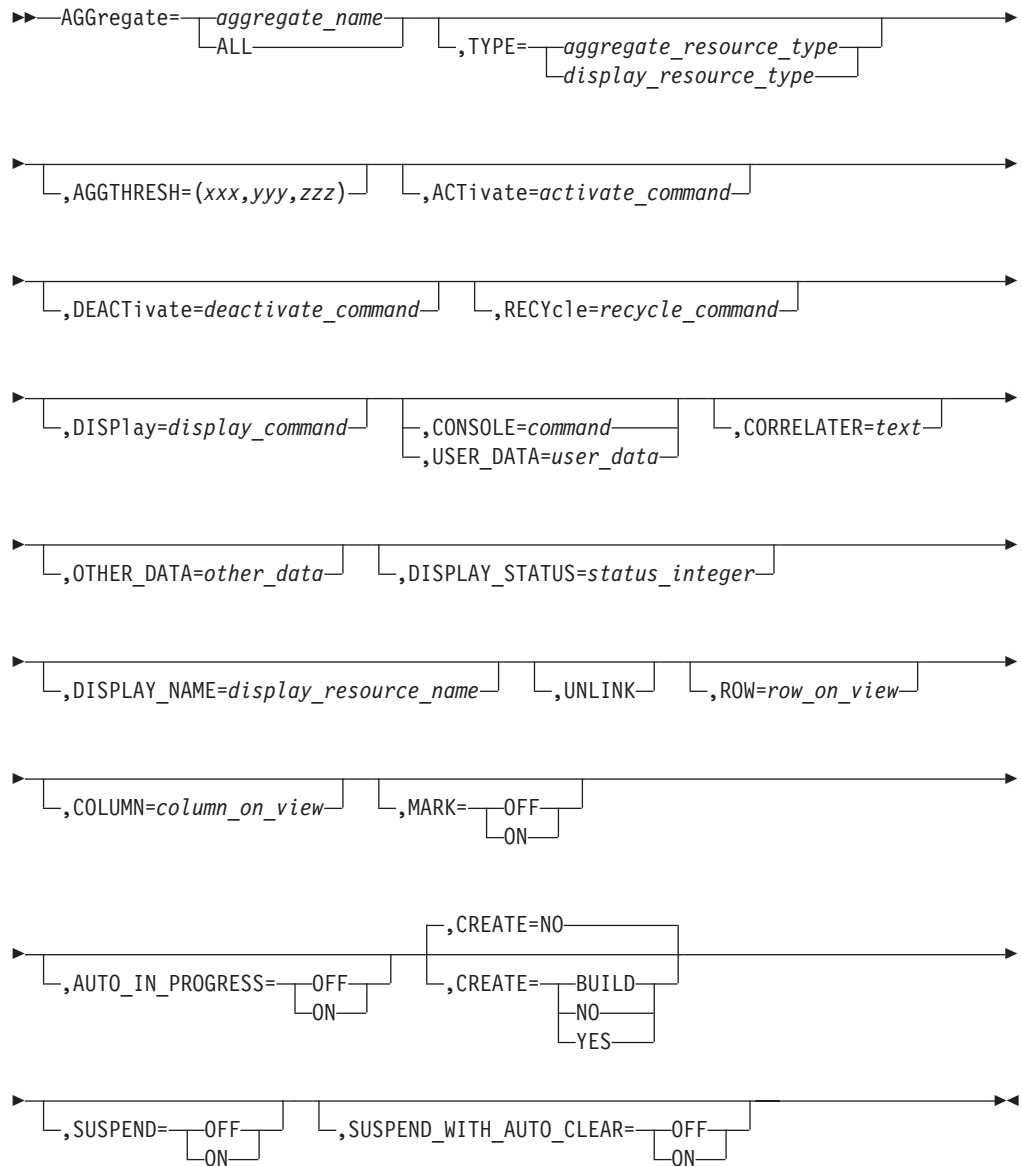 AGGregate= aggregate_name
ALL
,TYPE= aggregate_resource_type
display_resource_type
,AGGTHRESH=(xxx,yyy,zzz) ,ACTivate=activate_command
,DEACTivate=deactivate_command ,RECYcle=recycle_command
,DISPlay=display_command ,CONSOLE=command
,USER_DATA=user_data
,CORRELATER=text
,OTHER_DATA=other_data ,DISPLAY_STATUS=status_integer
,DISPLAY_NAME=display_resource_name ,UNLINK ,ROW=row_on_view
,COLUMN=column_on_view ,MARK= OFF
ON
,AUTO_IN_PROGRESS= OFF
ON
,CREATE=NO
,CREATE= BUILD
NO
YES
,SUSPEND= OFF
ON
,SUSPEND_WITH_AUTO_CLEAR= OFF
ON